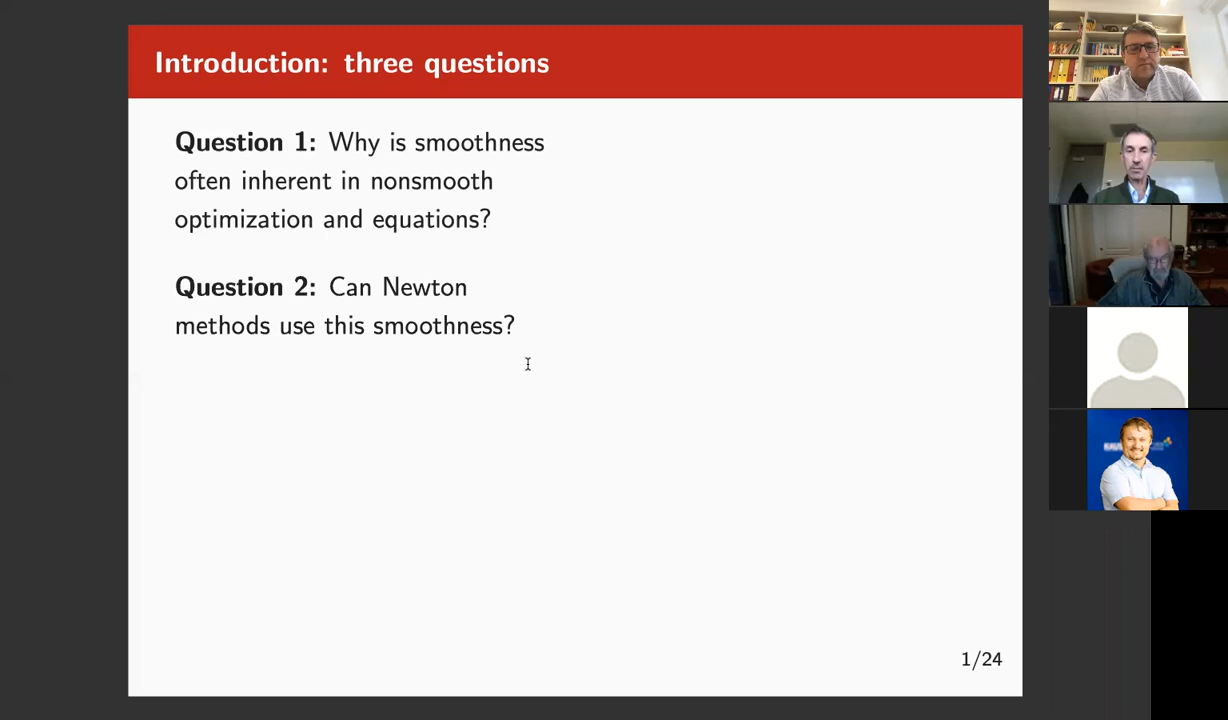 Introduction: three questions
Question 1: Why is smoothness
often inherent in nonsmooth
optimization and equations?
Question 2: Can Newton
methods use this smoothness?
1/24